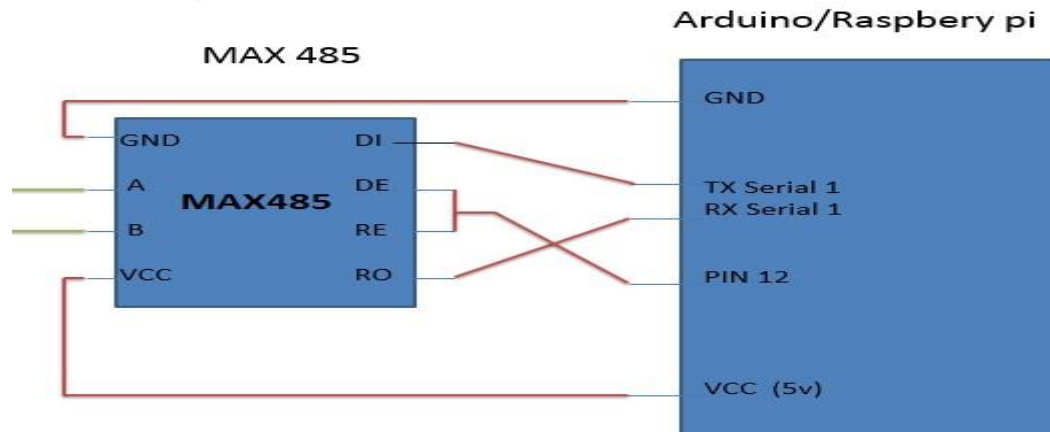 Arduino/Raspbery pi
MAX 485
GND
GND
DI
A
DE
MAX485
TX Serial 1
RX Serial 1
B
RE
VCC
RO
PIN 12
VCC (5v)